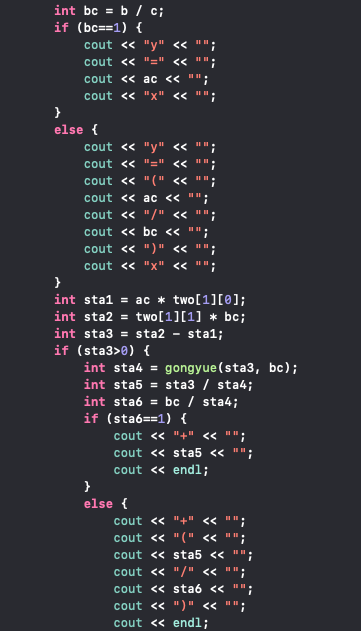 int bc = b / c;
if (bc==1) {
cout << "y" << "";
cout << "=" << "";
cout << ac << "";
cout << "x" << "";
}
else {
cout << "y" << "";
cout << "=" << "";
cout << "(" << "";
cout << ac << "";
cout << "/" << "";
cout << bc << "";
cout << ")" << "";
cout << "x" << "";
}
int sta1 = ac * two[1][0];
int sta2 = two[1][1] * bc;
int sta3 = sta2 - sta1;
if (sta3>0) {
int sta4 = gongyue(sta3, bc);
int sta5 = sta3 / sta4;
int sta6 = bc / sta4;
if (sta6==1) {
cout << "+" << "";
cout << sta5 << "";
cout << endl;
}
else {
cout << "+" << "";
cout << "(" << "";
cout << sta5 << "";
cout << "/" << "";
cout << sta6 << "";
cout << ")" << "";
cout << endl;